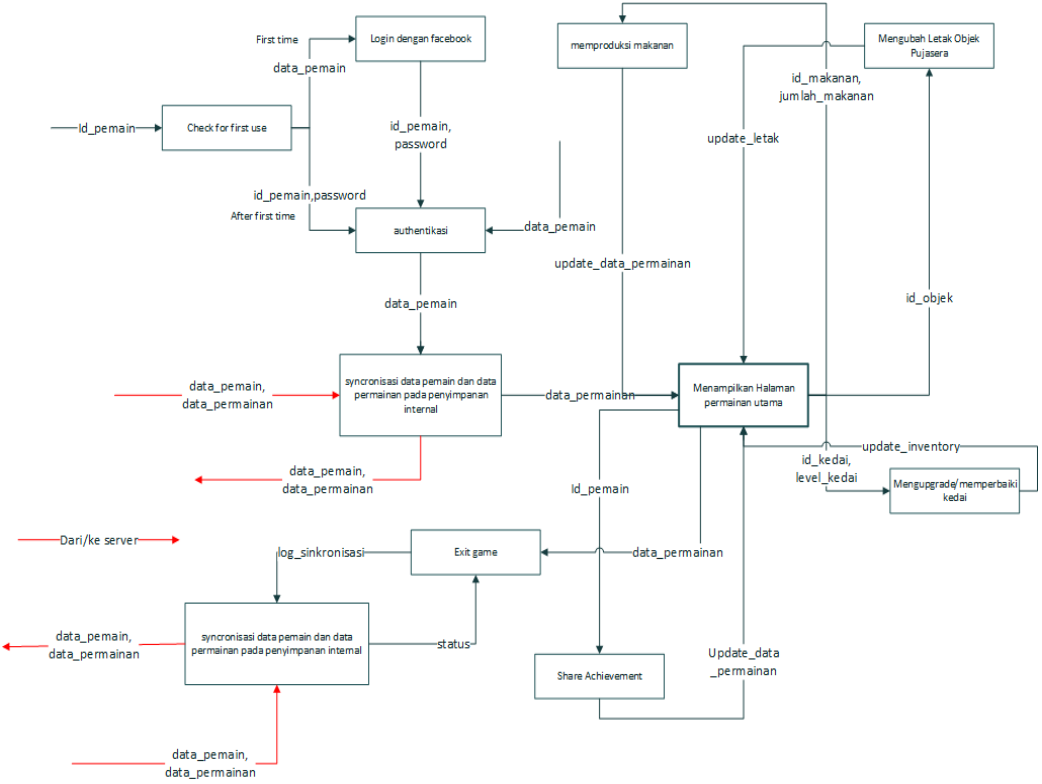 First time
data_pemain
Login dengan facebook
memproduksi makanan
Mengubah Letak Objek
Pujasera
id_makanan,
jumlah_makanan
Id_pemain
Check for first use
id_pemain,
password
update_letak
id_pemain,password
After first time
authentikasi
data_pemain
update_data_permainan
data_pemain
id_objek
data_pemain,
data_permainan
syncronisasi data pemain dan data
permainan pada penyimpanan
internal
data_permainan
Menampilkan Halaman
permainan utama
data_pemain,
data_permainan
Id_pemain
id_kedai,
level_kedai
update_inventory
Mengupgrade/memperbaiki
kedai
Dari/ke server
log_sinkronisasi
Exit game
data_permainan
data_pemain,
data_permainan
syncronisasi data pemain dan data
permainan pada penyimpanan internal
status
Share Achievement
Update_data
_permainan
data_pemain,
data_permainan